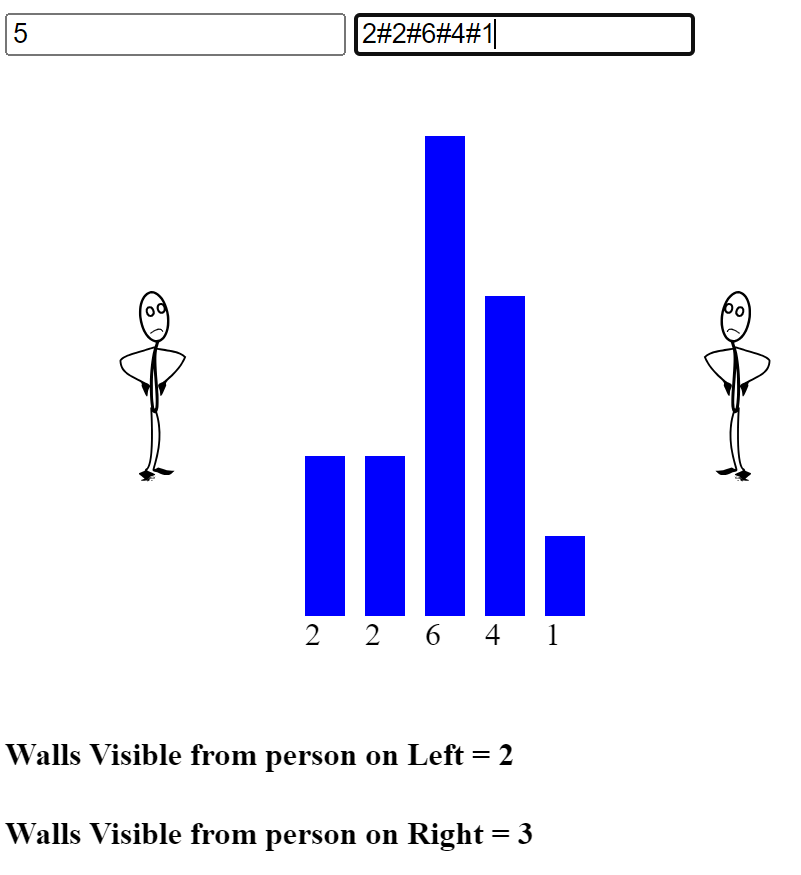 5 2#2#6#4#1
2 2 6 4 1
Walls Visible from person on Left = 2
Walls Visible from person on Right = 3